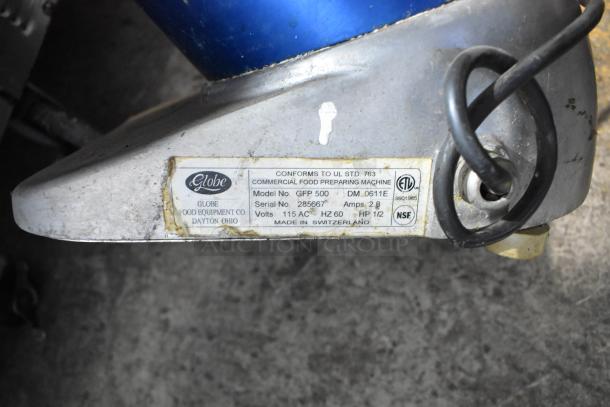 Globe
GLOBE
OOD EQUIPMENT CO
DAYTON OHIO
CONFORMS TO UL STD. 763
COMMERCIAL FOOD PREPARING MACHINE
Model No. GFP 500 DM 0611E
Serial No. 285667 Amps 2.8
Volts 115 AC HZ 60 HP 1/2
MADE IN SWITZERLAND
ETL
NSF
AUCTION GROUP